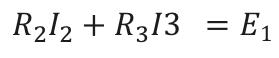 R₂I₂ + R₃I3 = E₁